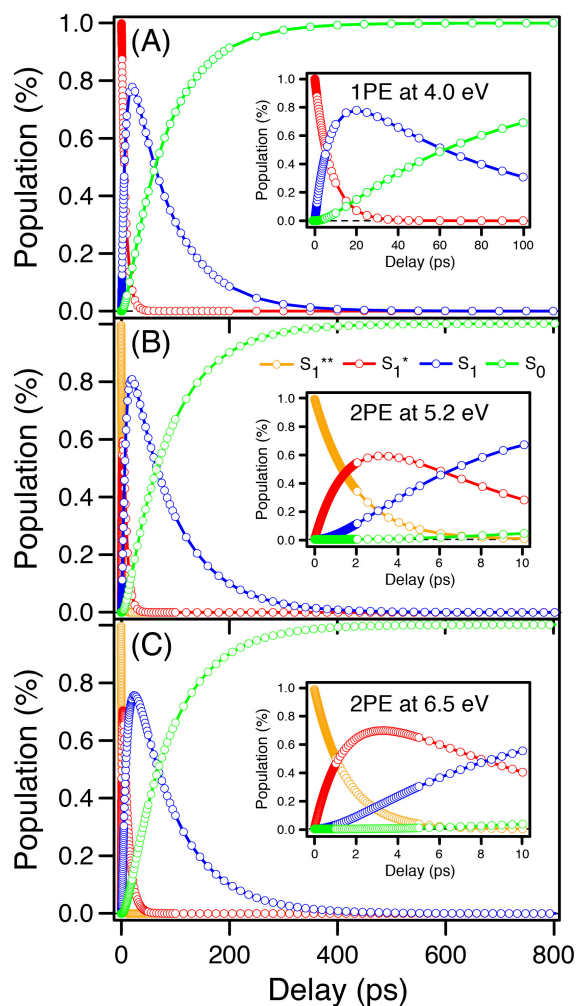 (A)
Population (%)
1.0
0.8
0.6
0.4
0.2
0.0
1PE at 4.0 eV
Population (%)
1.0
0.8
0.6
0.4
0.2
0.0
0 20 40 60 80 100
Delay (ps)
(B)
Population (%)
0.8
0.6
0.4
0.2
0.0
S₁** S₁* S₁ S₀
2PE at 5.2 eV
Population (%)
1.0
0.8
0.6
0.4
0.2
0.0
0 2 4 6 8 10
Delay (ps)
(C)
Population (%)
0.8
0.6
0.4
0.2
0.0
2PE at 6.5 eV
Population (%)
1.0
0.8
0.6
0.4
0.2
0.0
0 2 4 6 8 10
Delay (ps)
0 200 400 600 800
Delay (ps)